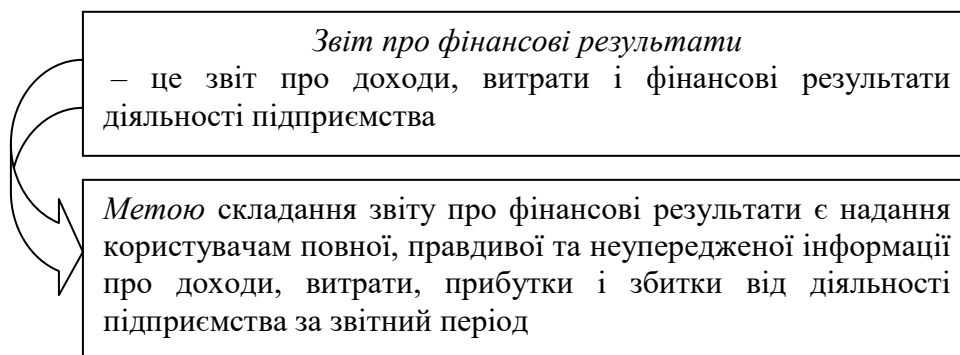 Звіт про фінансові результати
– це звіт про доходи, витрати і фінансові результати
діяльності підприємства
Метою складання звіту про фінансові результати є надання
користувачам повної, правдивої та неупередженої інформації
про доходи, витрати, прибутки і збитки від діяльності
підприємства за звітний період